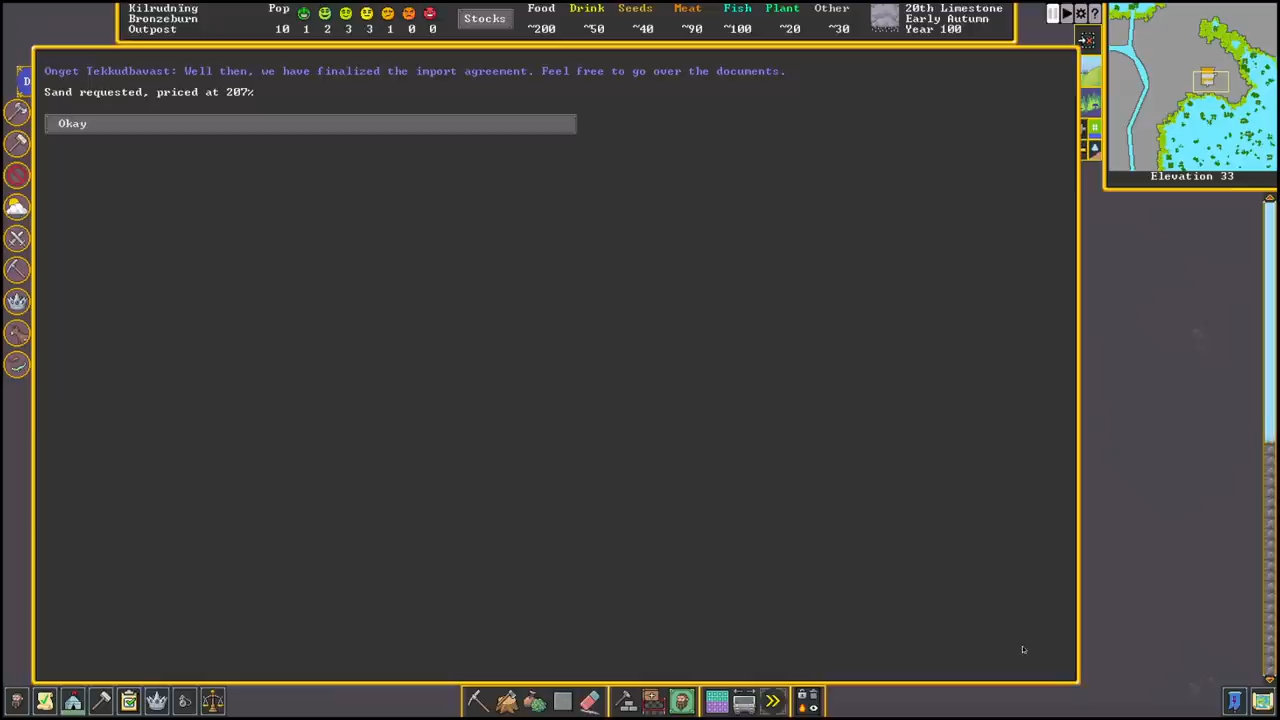 Kilrudning Pop Stocks Food Drink Seeds Meat Fish Plant Other 20th Limestone
Bronzeburn Early Autumn
Outpost 10 1 2 3 3 1 0 0 ~200 ~50 ~40 ~90 ~100 ~20 ~30 Year 100
Onget Tekkudbavast: Well then, we have finalized the import agreement. Feel free to go over the documents.
Sand requested, priced at 207%
Okay
Elevation 33
D
?